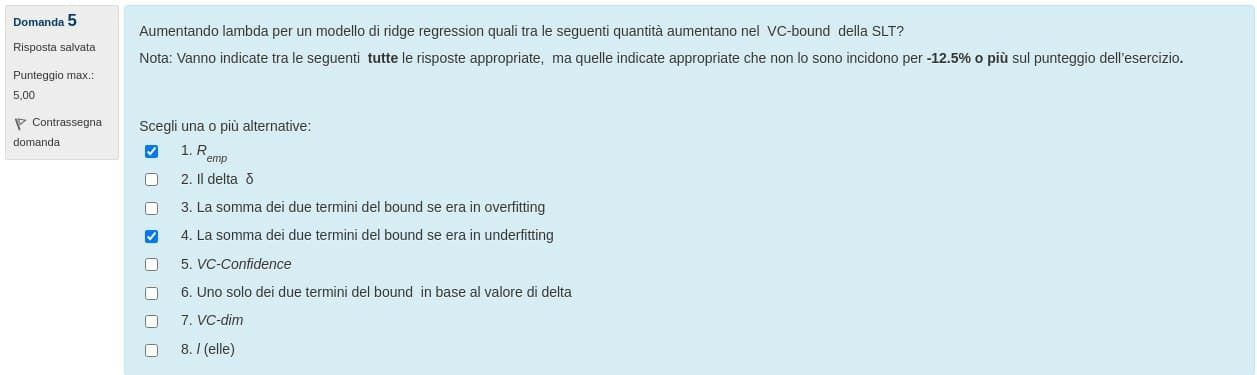 Domanda 5
Risposta salvata
Punteggio max.:
5,00
Contrassegna
domanda
Aumentando lambda per un modello di ridge regression quali tra le seguenti quantità aumentano nel VC-bound della SLT?
Nota: Vanno indicate tra le seguenti tutte le risposte appropriate, ma quelle indicate appropriate che non lo sono incidono per -12.5% o più sul punteggio dell'esercizio.
Scegli una o più alternative:
1. Remp
2. Il delta δ
3. La somma dei due termini del bound se era in overfitting
4. La somma dei due termini del bound se era in underfitting
5. VC-Confidence
6. Uno solo dei due termini del bound in base al valore di delta
7. VC-dim
8. l (elle)